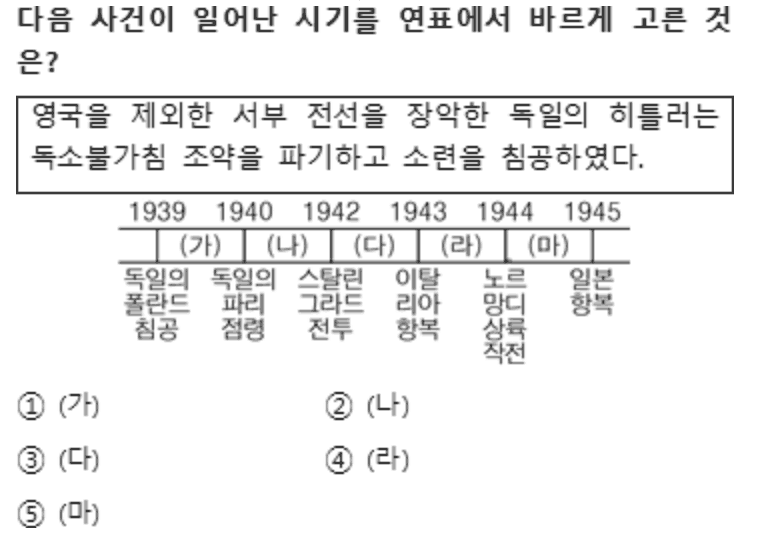 다음 사건이 일어난 시기를 연표에서 바르게 고른 것
은?
영국을 제외한 서부 전선을 장악한 독일의 히틀러는
독소불가침 조약을 파기하고 소련을 침공하였다.
1939 1940 1942 1943 1944 1945
(가) (나) (다) (라) (마)
독일의 독일의 스탈린 이탈 노르 일본
폴란드 파리 그라드 리아 망디 항복
침공 점령 전투 항복 상륙
작전
① (가) ② (나)
③ (다) ④ (라)
⑤ (마)